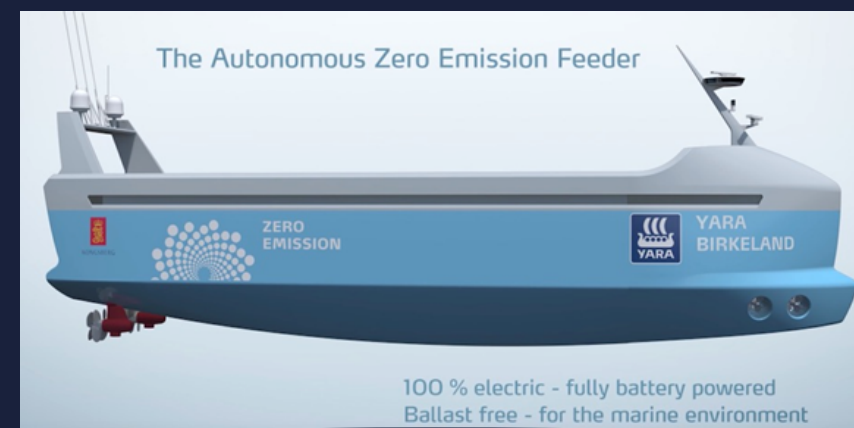 The Autonomous Zero Emission Feeder
ZERO
EMISSION
YARA
YARA
BIRKELAND
100 % electric - fully battery powered
Ballast free - for the marine environment